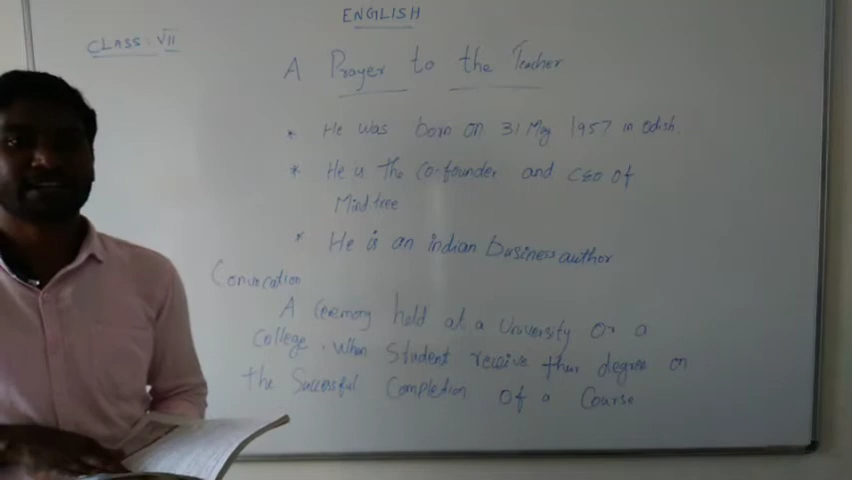 ENGLISH
CLASS : VII
A Prayer to the Teacher
* He was born on 31 May 1957 in Odish.
* He is the Co-founder and CEO of
Mindtree
* He is an indian business author
Convocation
A Ceremony held at a University Or a
College. When Student receive their degree on
the Successful Completion Of a Course